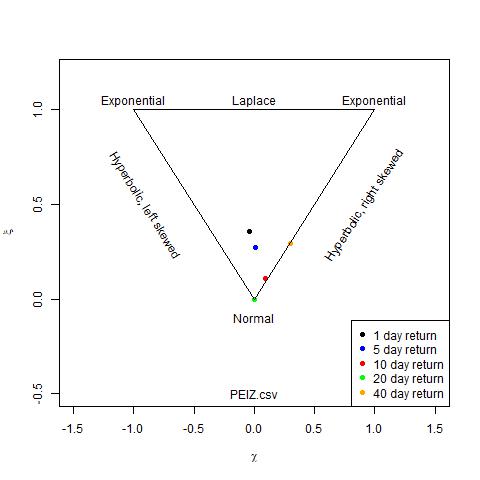 Exponential Laplace Exponential
Hyperbolic, left skewed
Hyperbolic, right skewed
Normal
PEIZ.csv
1 day return
5 day return
10 day return
20 day return
40 day return
1.0
0.5
0.0
-0.5
ξ
-1.5 -1.0 -0.5 0.0 0.5 1.0 1.5
χ